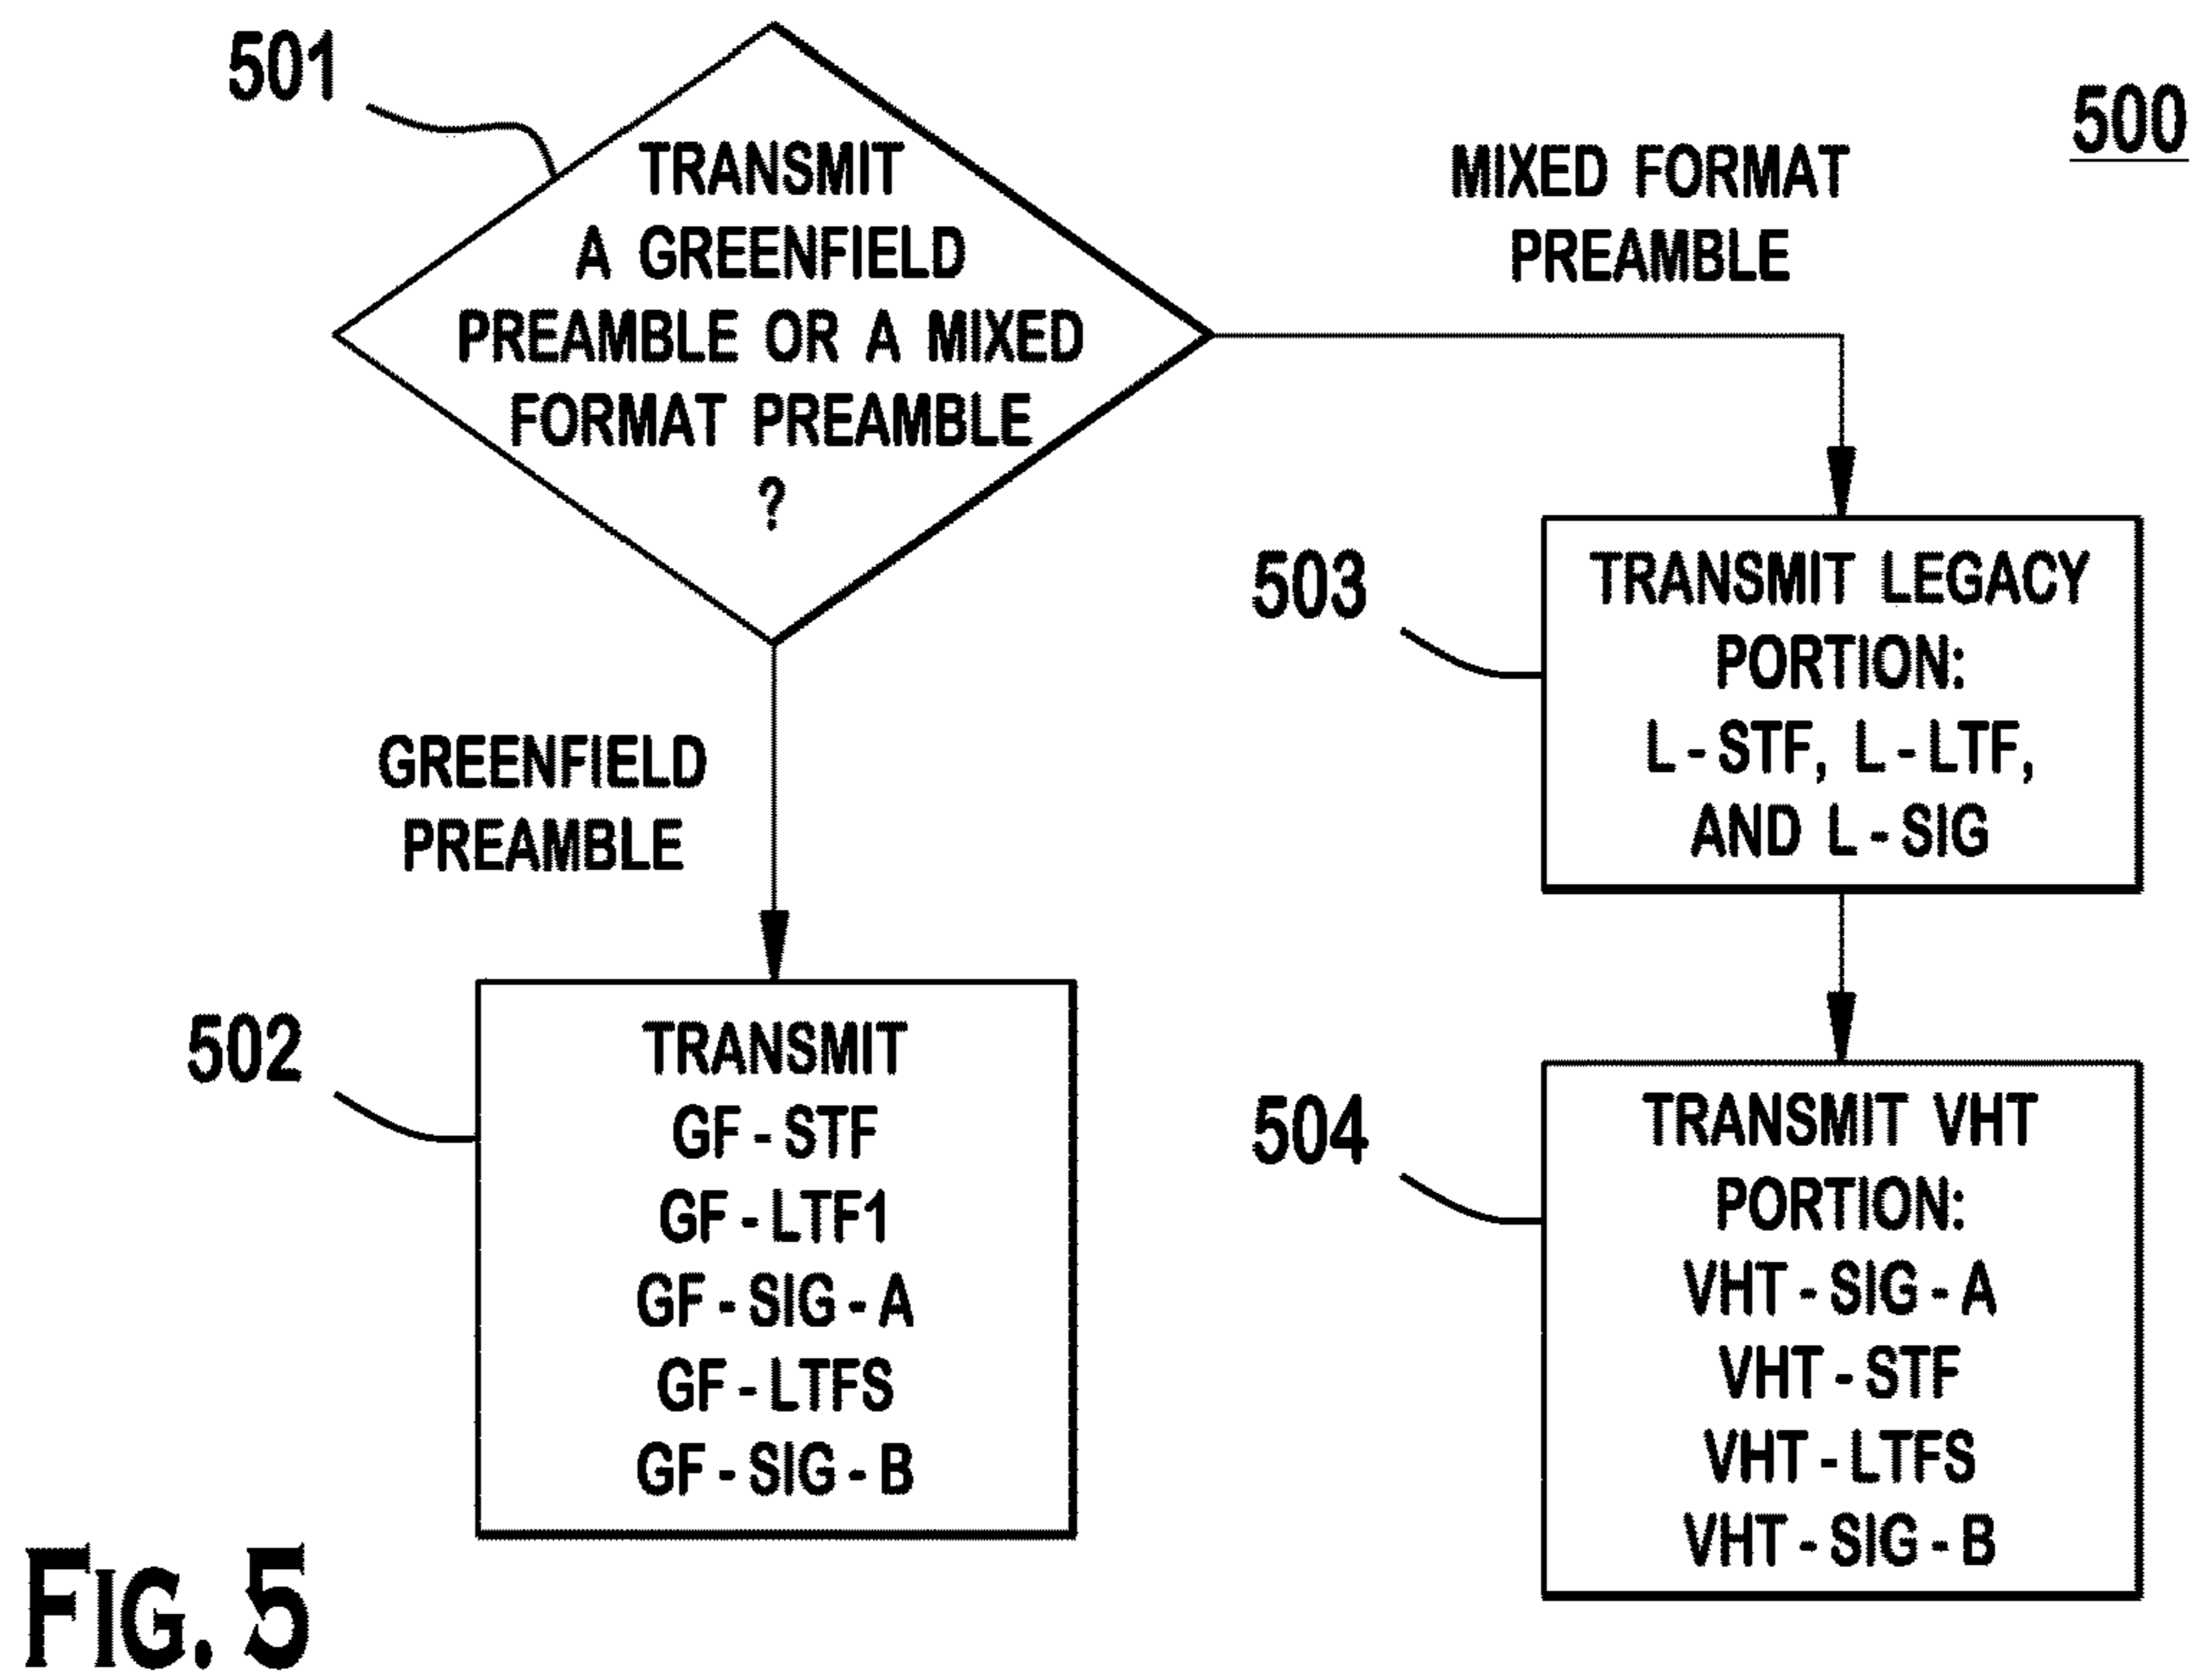 501
TRANSMIT
A GREENFIELD
PREAMBLE OR A MIXED
FORMAT PREAMBLE
?
500
MIXED FORMAT
PREAMBLE
503
TRANSMIT LEGACY
PORTION:
L - STF, L - LTF,
AND L - SIG
GREENFIELD
PREAMBLE
502
TRANSMIT
GF - STF
GF - LTF1
GF - SIG - A
GF - LTFS
GF - SIG - B
504
TRANSMIT VHT
PORTION:
VHT - SIG - A
VHT - STF
VHT - LTFS
VHT - SIG - B
FIG. 5